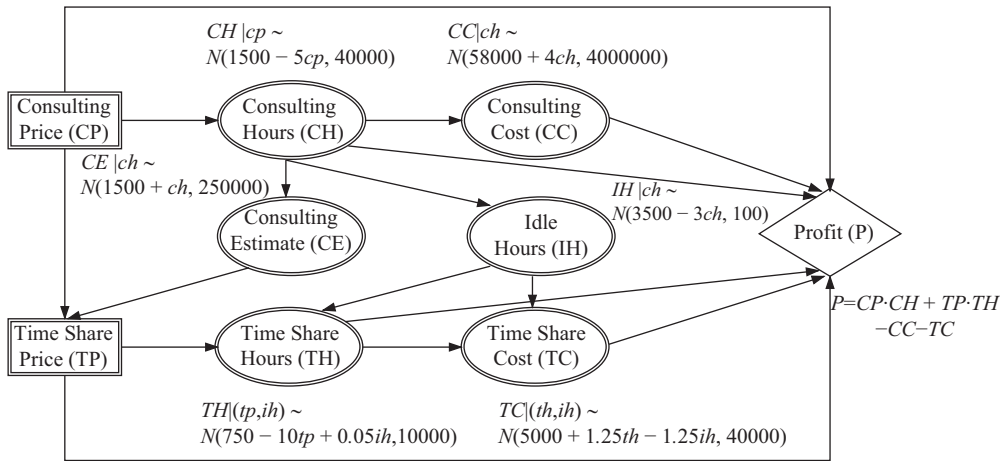 CH |cp ~
N(1500 − 5cp, 40000)
CC|ch ~
N(58000 + 4ch, 4000000)
Consulting
Price (CP)
Consulting
Hours (CH)
Consulting
Cost (CC)
CE |ch ~
N(1500 + ch, 250000)
IH |ch ~
N(3500 − 3ch, 100)
Consulting
Estimate (CE)
Idle
Hours (IH)
Profit (P)
P=CP·CH + TP·TH
−CC−TC
Time Share
Price (TP)
Time Share
Hours (TH)
Time Share
Cost (TC)
TH|(tp,ih) ~
N(750 − 10tp + 0.05ih,10000)
TC|(th,ih) ~
N(5000 + 1.25th − 1.25ih, 40000)